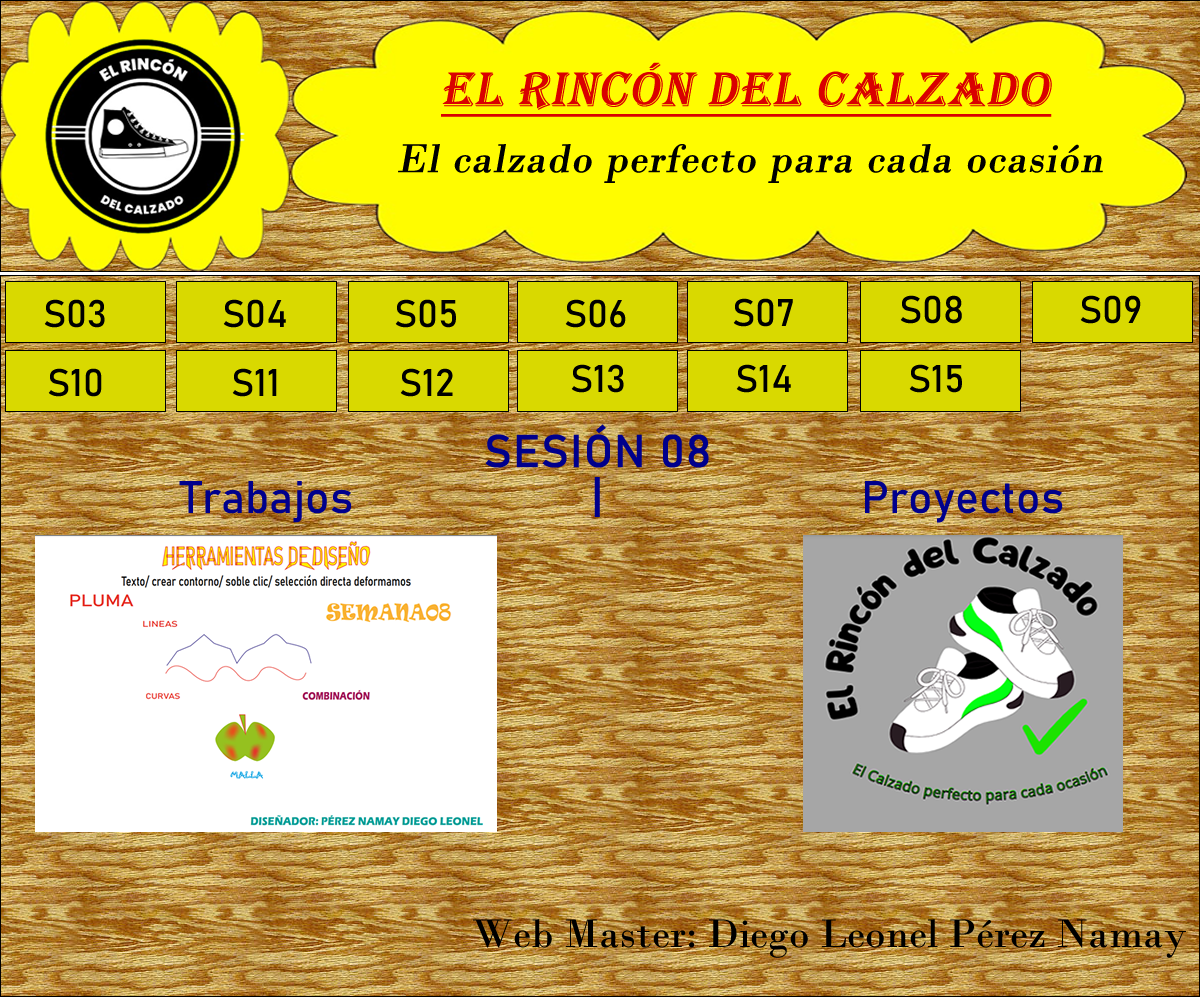 EL RINCÓN
DEL CALZADO
EL RINCÓN DEL CALZADO
El calzado perfecto para cada ocasión
S03 S04 S05 S06 S07 S08 S09
S10 S11 S12 S13 S14 S15
SESIÓN 08
Trabajos | Proyectos
HERRAMIENTAS DE DISEÑO
Texto/ crear contorno/ soble clic/ selección directa deformamos
PLUMA
SEMANA08
LINEAS
CURVAS
COMBINACIÓN
MALLA
DISEÑADOR: PÉREZ NAMAY DIEGO LEONEL
El Rincón del Calzado
El Calzado perfecto para cada ocasión
Web Master: Diego Leonel Pérez Namay